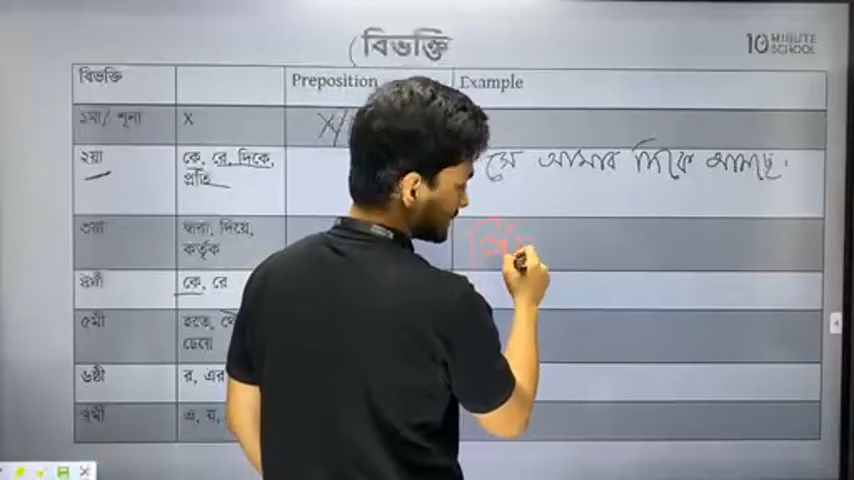 বিভক্তি
10 MINUTE SCHOOL
বিভক্তি Preposition Example
১মা/ শূন্য x X
২য়া কে, রে, দিকে, প্রতি সে আমার দিকে আসছে।
৩য়া দ্বারা, দিয়ে, কর্তৃক
৪র্থী কে, রে
৫মী হতে, চেয়ে
৬ষ্ঠী র, এর
৭মী এ, য়,